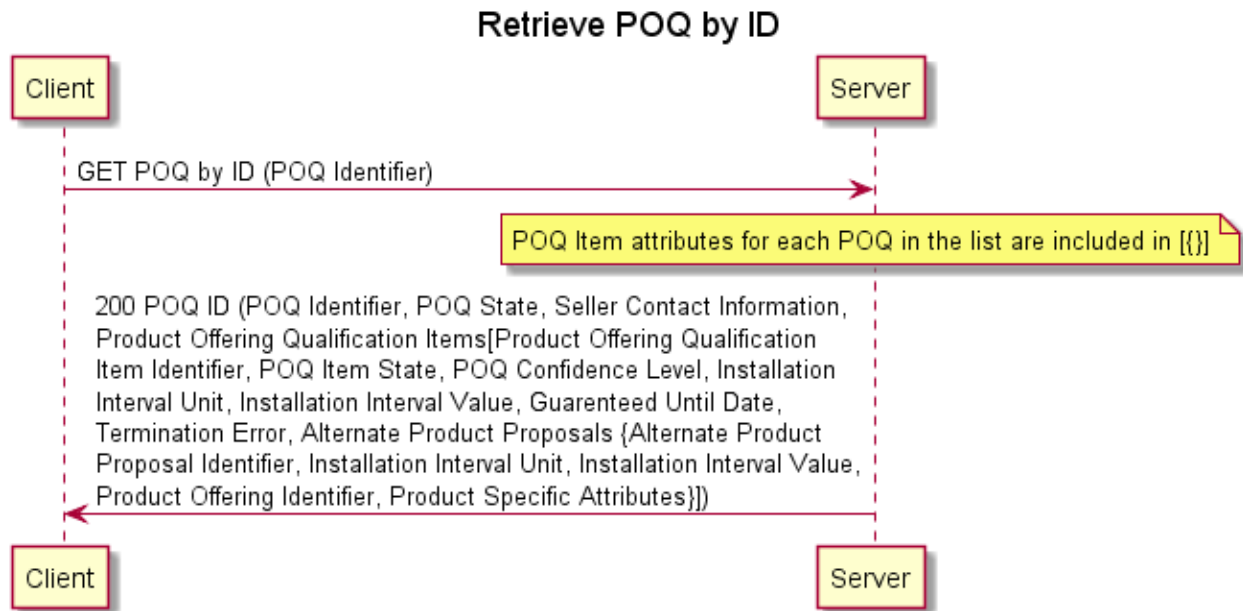 Retrieve POQ by ID
Client
Server
GET POQ by ID (POQ Identifier)
POQ Item attributes for each POQ in the list are included in [{}]
200 POQ ID (POQ Identifier, POQ State, Seller Contact Information,
Product Offering Qualification Items[Product Offering Qualification
Item Identifier, POQ Item State, POQ Confidence Level, Installation
Interval Unit, Installation Interval Value, Guarenteed Until Date,
Termination Error, Alternate Product Proposals {Alternate Product
Proposal Identifier, Installation Interval Unit, Installation Interval Value,
Product Offering Identifier, Product Specific Attributes}])
Client
Server